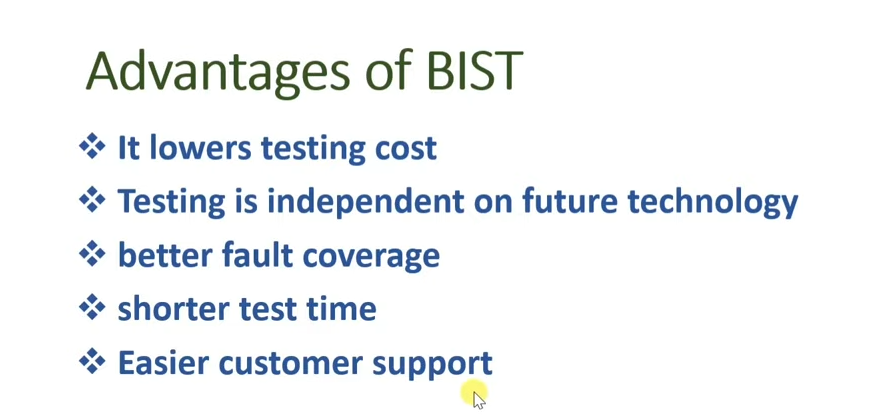 Advantages of BIST
❖ It lowers testing cost
❖ Testing is independent on future technology
❖ better fault coverage
❖ shorter test time
❖ Easier customer support